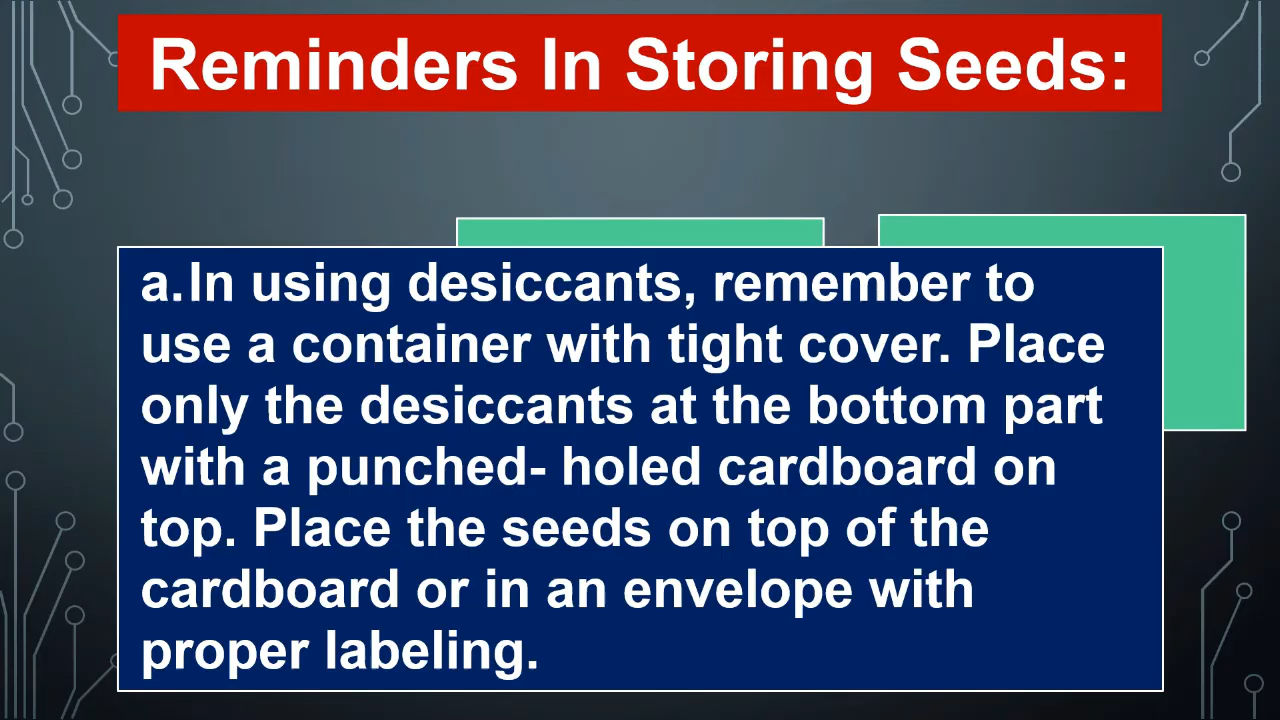 Reminders In Storing Seeds:
a.In using desiccants, remember to
use a container with tight cover. Place
only the desiccants at the bottom part
with a punched- holed cardboard on
top. Place the seeds on top of the
cardboard or in an envelope with
proper labeling.